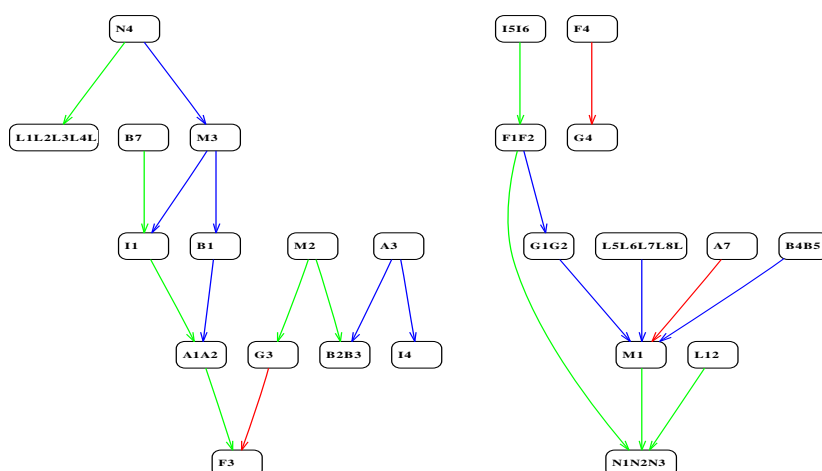 N4
I5I6
F4
L1L2L3L4L
B7
M3
F1F2
G4
I1
B1
M2
A3
G1G2
L5L6L7L8L
A7
B4B5
A1A2
G3
B2B3
I4
M1
L12
F3
N1N2N3